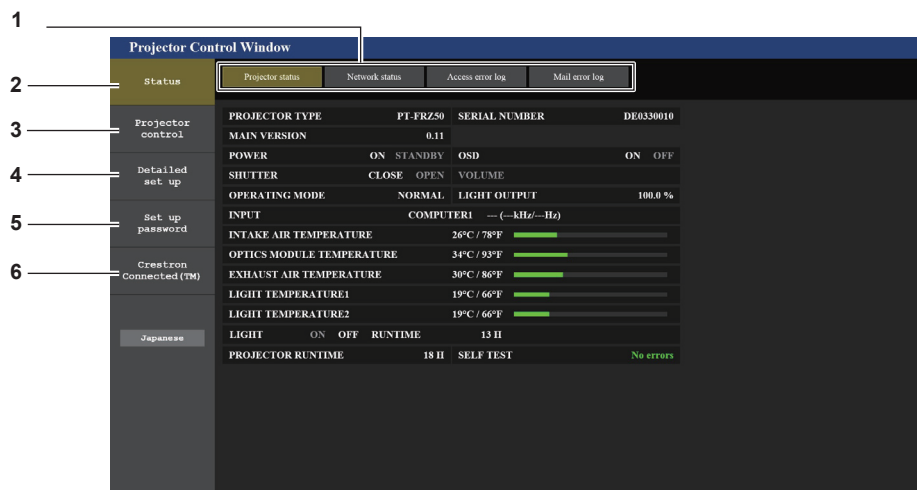 1
Projector Control Window
2
Status
Projector status Network status Access error log Mail error log
3
Projector
control
PROJECTOR TYPE PT-FRZ50 SERIAL NUMBER DE0330010
MAIN VERSION 0.11
POWER ON STANDBY OSD ON OFF
4
Detailed
set up
SHUTTER CLOSE OPEN VOLUME
OPERATING MODE NORMAL LIGHT OUTPUT 100.0 %
5
Set up
password
INPUT COMPUTER1 --- (---kHz/---Hz)
INTAKE AIR TEMPERATURE 26°C / 78°F
OPTICS MODULE TEMPERATURE 34°C / 93°F
6
Crestron
Connected(TM)
EXHAUST AIR TEMPERATURE 30°C / 86°F
LIGHT TEMPERATURE1 19°C / 66°F
LIGHT TEMPERATURE2 19°C / 66°F
Japanese
LIGHT ON OFF RUNTIME 13 H
PROJECTOR RUNTIME 18 H SELF TEST No errors